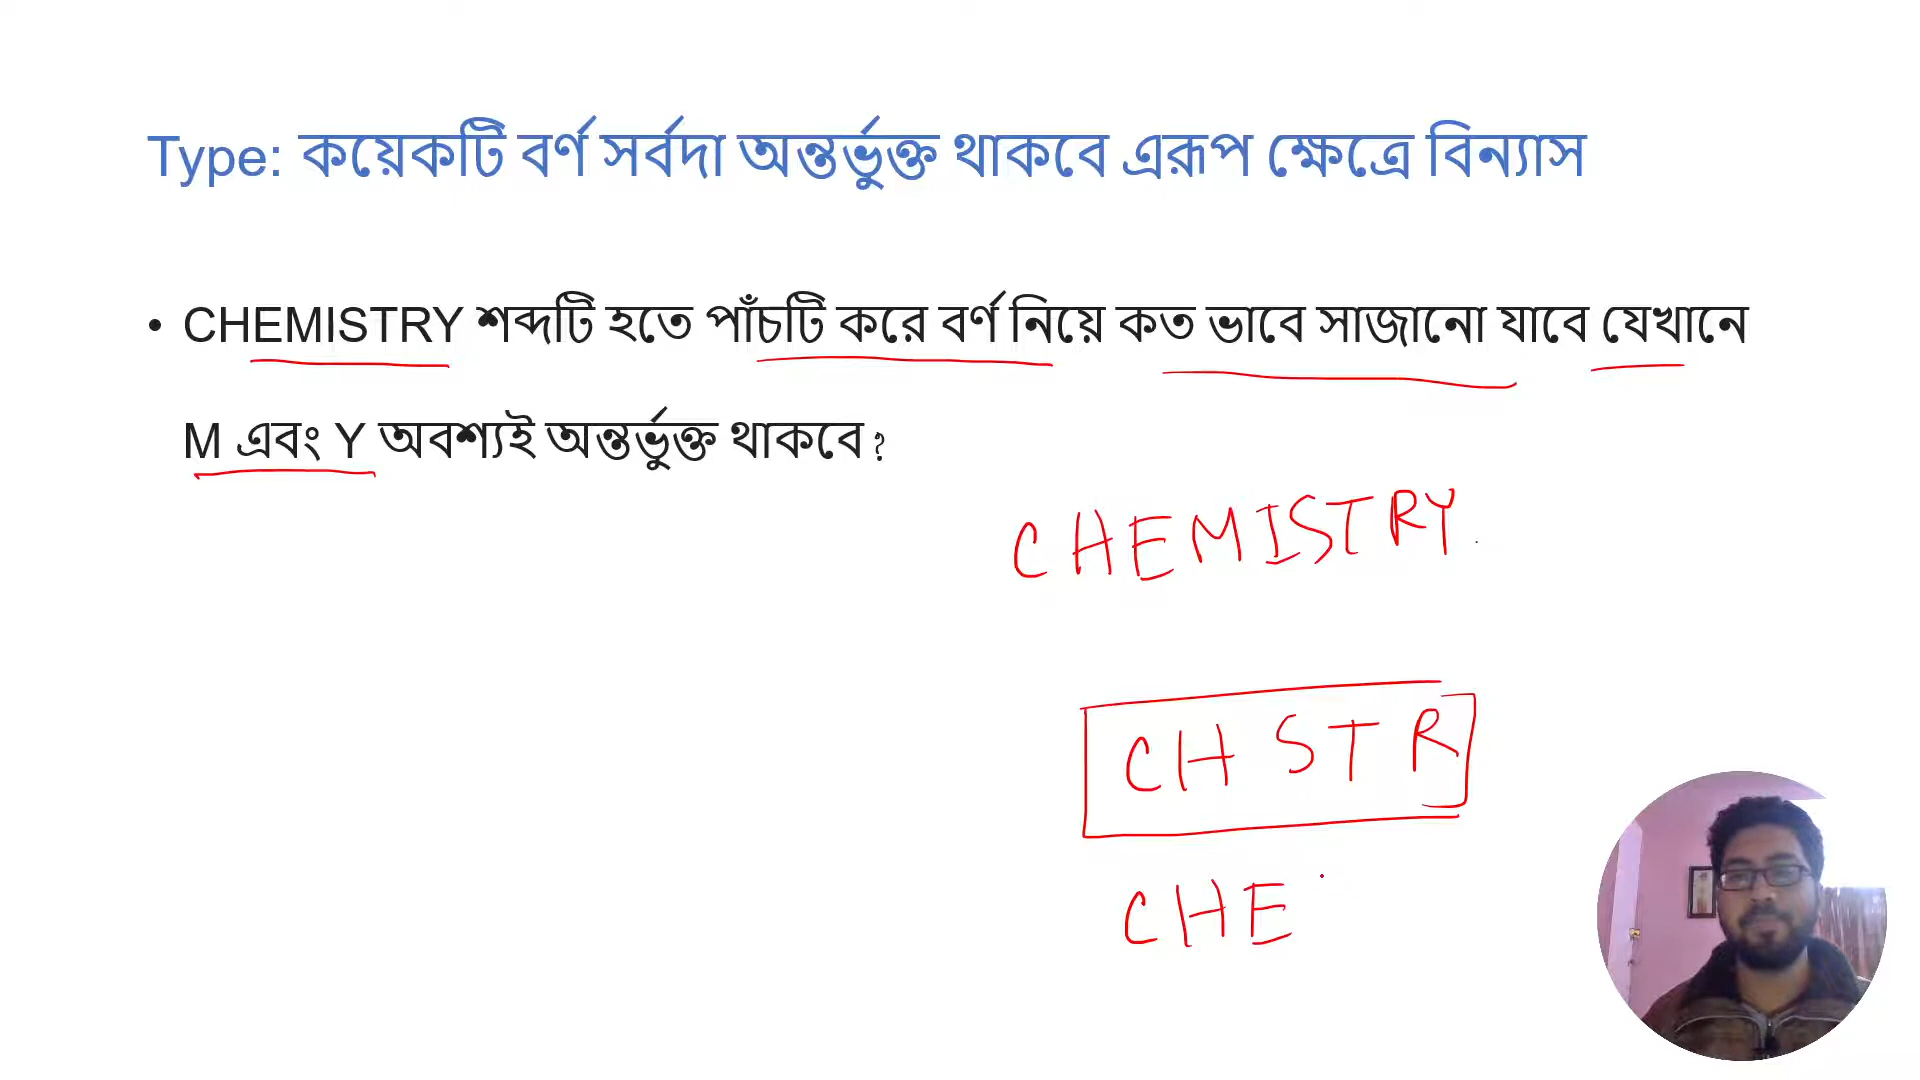 Type: কয়েকটি বর্ণ সর্বদা অন্তর্ভুক্ত থাকবে এরূপ ক্ষেত্রে বিন্যাস
• CHEMISTRY শব্দটি হতে পাঁচটি করে বর্ণ নিয়ে কত ভাবে সাজানো যাবে যেখানে
M এবং Y অবশ্যই অন্তর্ভুক্ত থাকবে?
CHEMISTRY
CH STR
CHE